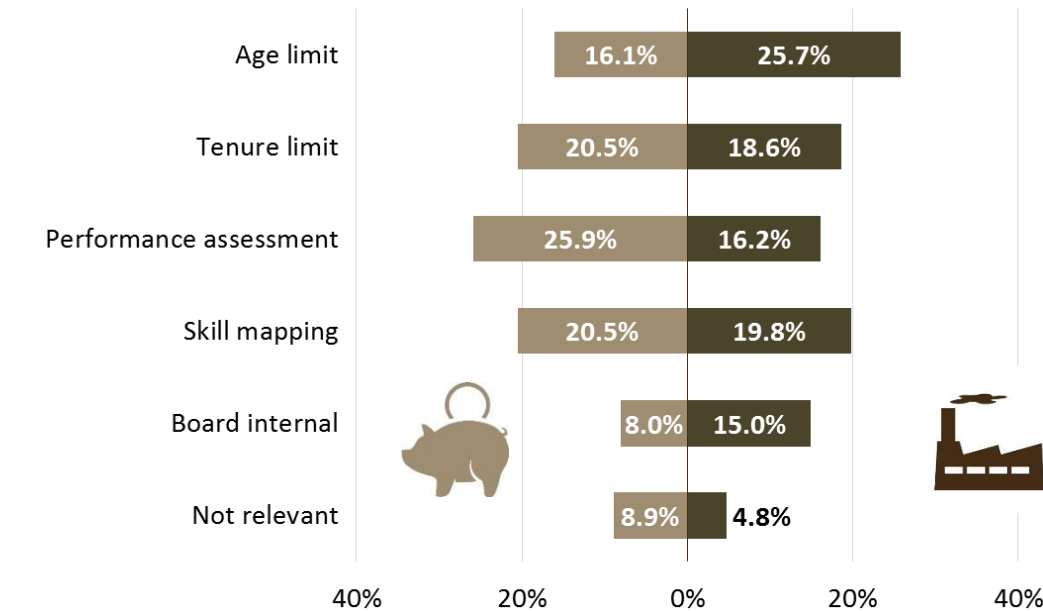 Age limit 16.1% 25.7%
Tenure limit 20.5% 18.6%
Performance assessment 25.9% 16.2%
Skill mapping 20.5% 19.8%
Board internal 8.0% 15.0%
Not relevant 8.9% 4.8%
40% 20% 0% 20% 40%